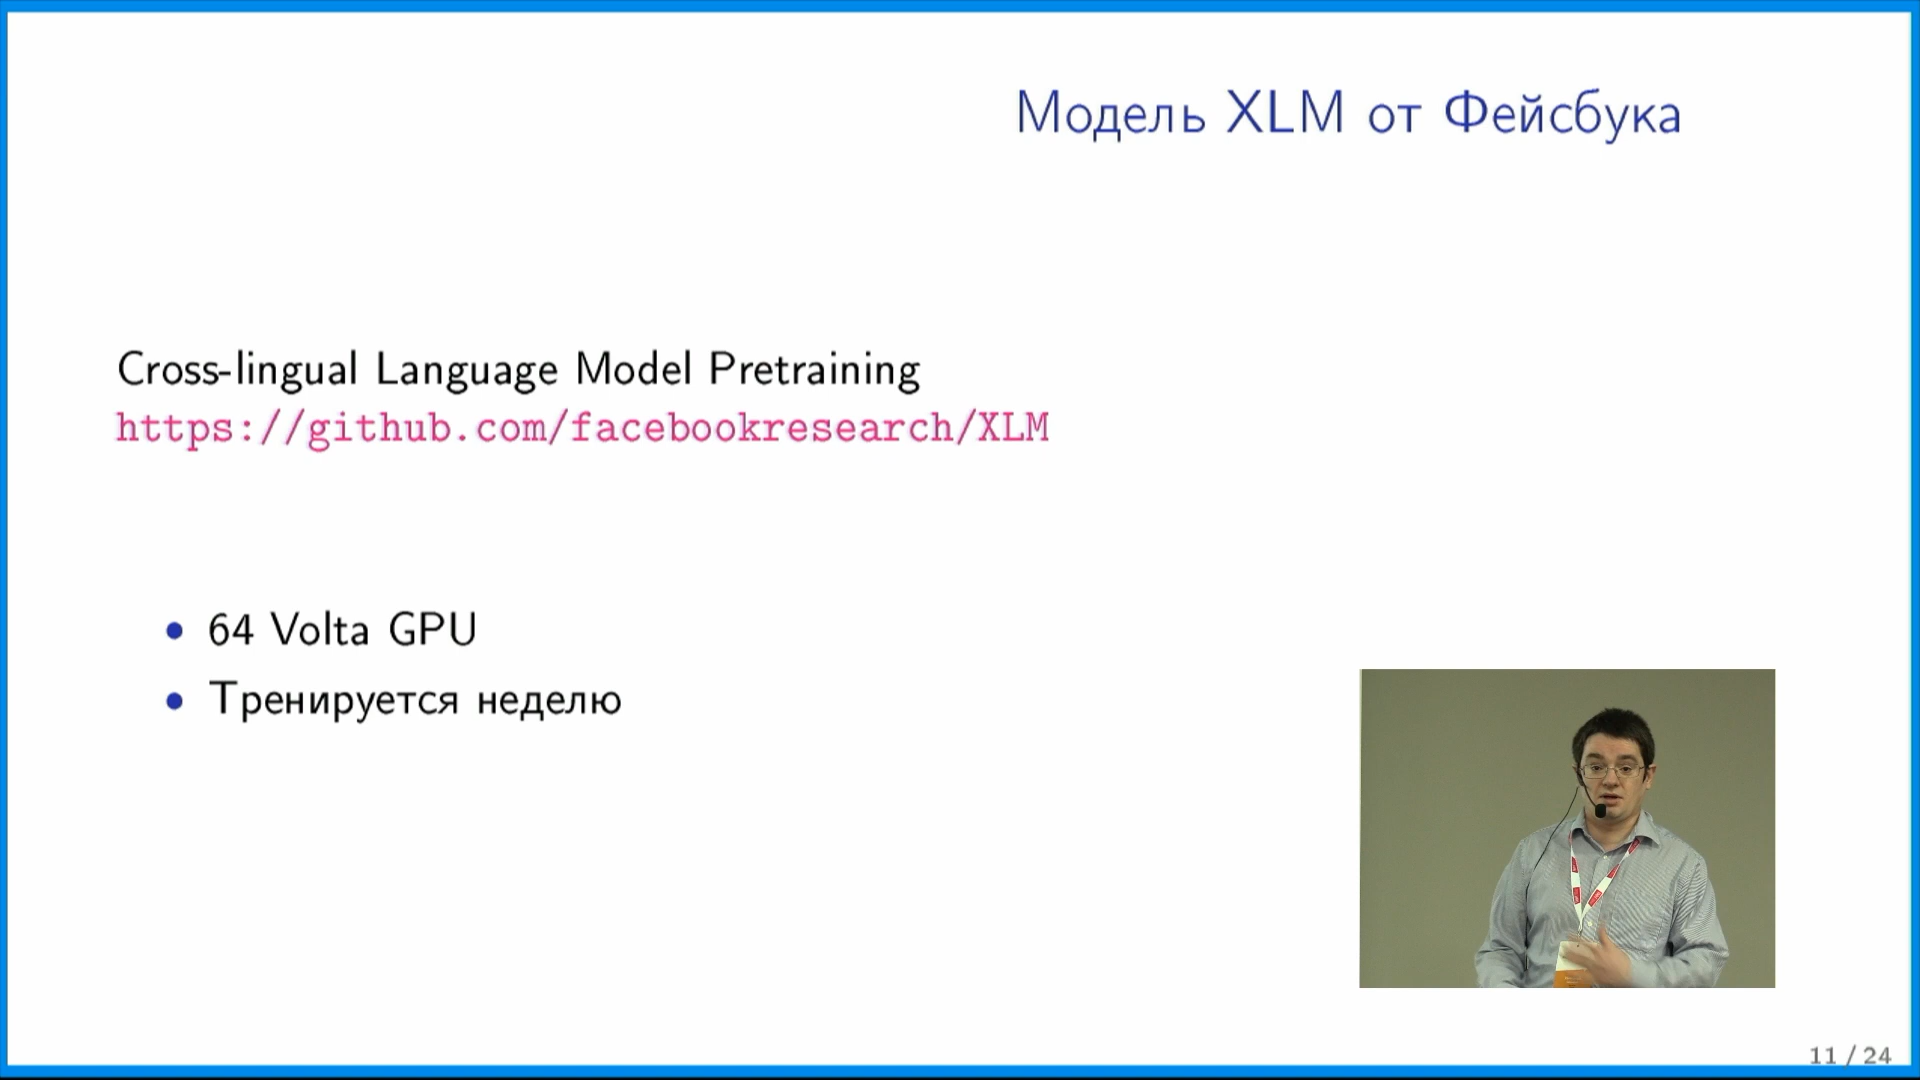 Модель XLM от Фейсбука
Cross-lingual Language Model Pretraining
https://github.com/facebookresearch/XLM
• 64 Volta GPU
• Тренируется неделю
11 / 24